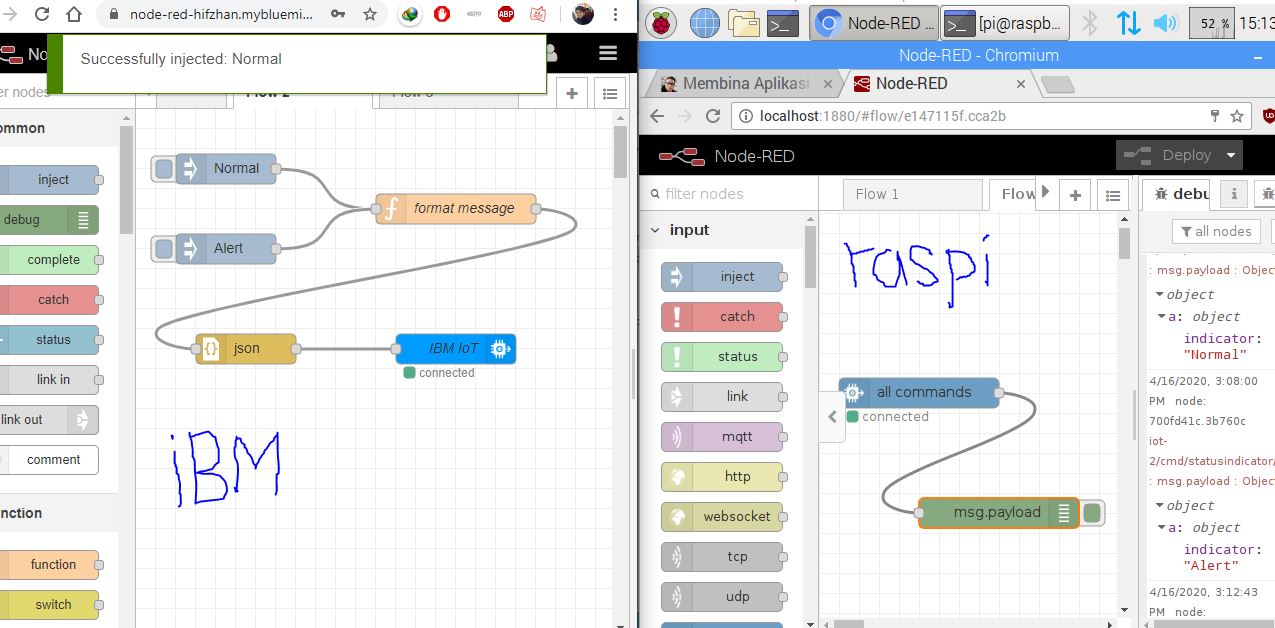 node-red-hifzhan.mybluemi...
ABP
No
Successfully injected: Normal
er nodes
Flow 2
Flow 3
ommon
inject
debug
complete
catch
status
link in
link out
comment
nction
function
switch
Normal
Alert
format message
json
IBM IoT
connected
iBM
Node-RED ...
[pi@raspb...
52 %
15:13
Node-RED - Chromium
Membina Aplikasi
Node-RED
localhost:1880/#flow/e147115f.cca2b
Node-RED
Deploy
filter nodes
Flow 1
Flow
debu
i
input
inject
catch
status
link
mqtt
http
websocket
tcp
udp
raspi
all commands
connected
msg.payload
all nodes
: msg.payload : Objec
object
a: object
indicator:
"Normal"
4/16/2020, 3:08:00
PM node:
700fd41c.3b760c
iot-
2/cmd/statusindicator/
: msg.payload : Objec
object
a: object
indicator:
"Alert"
4/16/2020, 3:12:43
PM node: